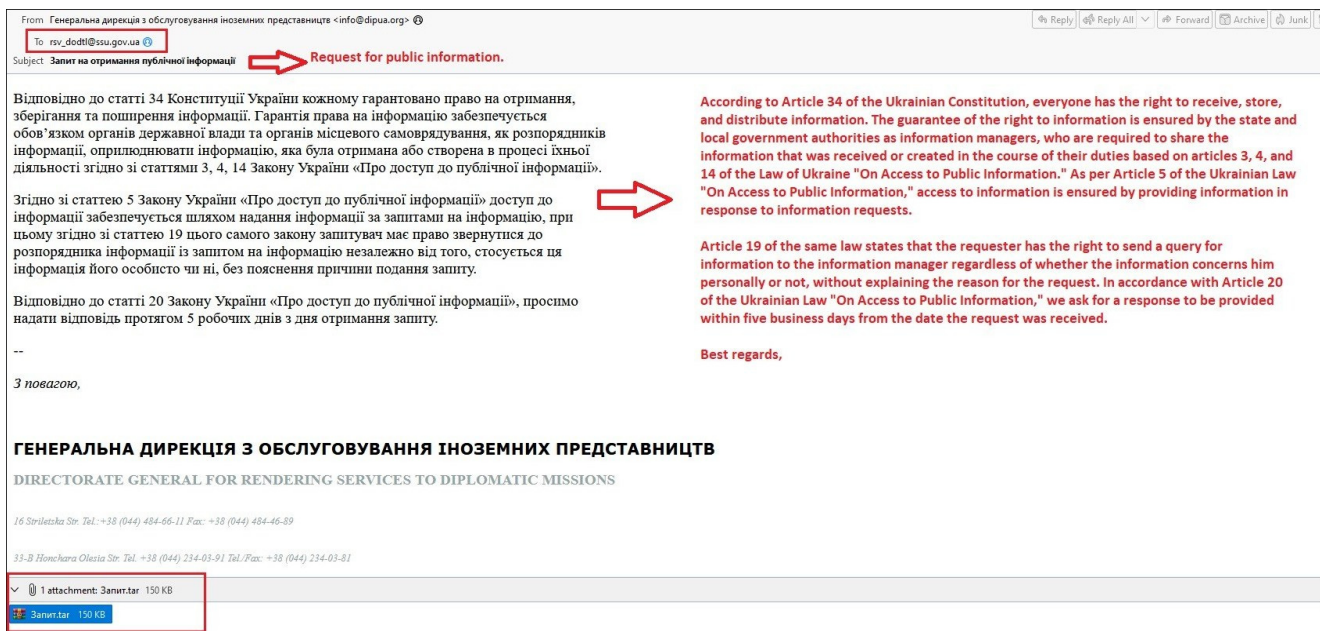 From Генеральна дирекція з обслуговування іноземних представництв <info@dipua.org>
Reply Reply All Forward Archive Junk
To rsv_dodtl@ssu.gov.ua
Subject Запит на отримання публічної інформації
Request for public information.
Відповідно до статті 34 Конституції України кожному гарантовано право на отримання,
зберігання та поширення інформації. Гарантія права на інформацію забезпечується
обов’язком органів державної влади та органів місцевого самоврядування, як розпорядників
інформації, оприлюднювати інформацію, яка була отримана або створена в процесі їхньої
діяльності згідно зі статтями 3, 4, 14 Закону України «Про доступ до публічної інформації».
Згідно зі статтею 5 Закону України «Про доступ до публічної інформації» доступ до
інформації забезпечується шляхом надання інформації за запитами на інформацію, при
цьому згідно зі статтею 19 цього самого закону запитувач має право звернутися до
розпорядника інформації із запитом на інформацію незалежно від того, стосується ця
інформація його особисто чи ні, без пояснення причини подання запиту.
Відповідно до статті 20 Закону України «Про доступ до публічної інформації», просимо
надати відповідь протягом 5 робочих днів з дня отримання запиту.
--
З повагою,
According to Article 34 of the Ukrainian Constitution, everyone has the right to receive, store,
and distribute information. The guarantee of the right to information is ensured by the state and
local government authorities as information managers, who are required to share the
information that was received or created in the course of their duties based on articles 3, 4, and
14 of the Law of Ukraine "On Access to Public Information." As per Article 5 of the Ukrainian Law
"On Access to Public Information," access to information is ensured by providing information in
response to information requests.
Article 19 of the same law states that the requester has the right to send a query for
information to the information manager regardless of whether the information concerns him
personally or not, without explaining the reason for the request. In accordance with Article 20
of the Ukrainian Law "On Access to Public Information," we ask for a response to be provided
within five business days from the date the request was received.
Best regards,
ГЕНЕРАЛЬНА ДИРЕКЦІЯ З ОБСЛУГОВУВАННЯ ІНОЗЕМНИХ ПРЕДСТАВНИЦТВ
DIRECTORATE GENERAL FOR RENDERING SERVICES TO DIPLOMATIC MISSIONS
16 Striletzka Str. Tel.:+38 (044) 484-66-11 Fax: +38 (044) 484-46-89
33-B Honchara Olesia Str. Tel. +38 (044) 234-03-91 Tel./Fax: +38 (044) 234-03-81
1 attachment: Запит.tar 150 KB
Запит.tar 150 KB